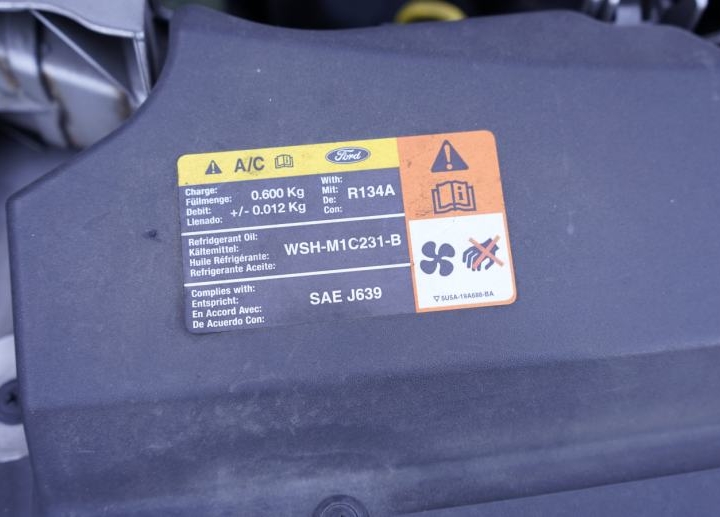 A/C
Ford
Charge:
Füllmenge:
Debit:
Llenado:
0.600 Kg
+/- 0.012 Kg
With:
Mit:
De:
Con:
R134A
Refridgerant Oil:
Kältemittel:
Huile Réfrigérante:
Refrigerante Aceite:
WSH-M1C231-B
Complies with:
Entspricht:
En Accord Avec:
De Acuerdo Con:
SAE J639
5U5A-19A686-BA